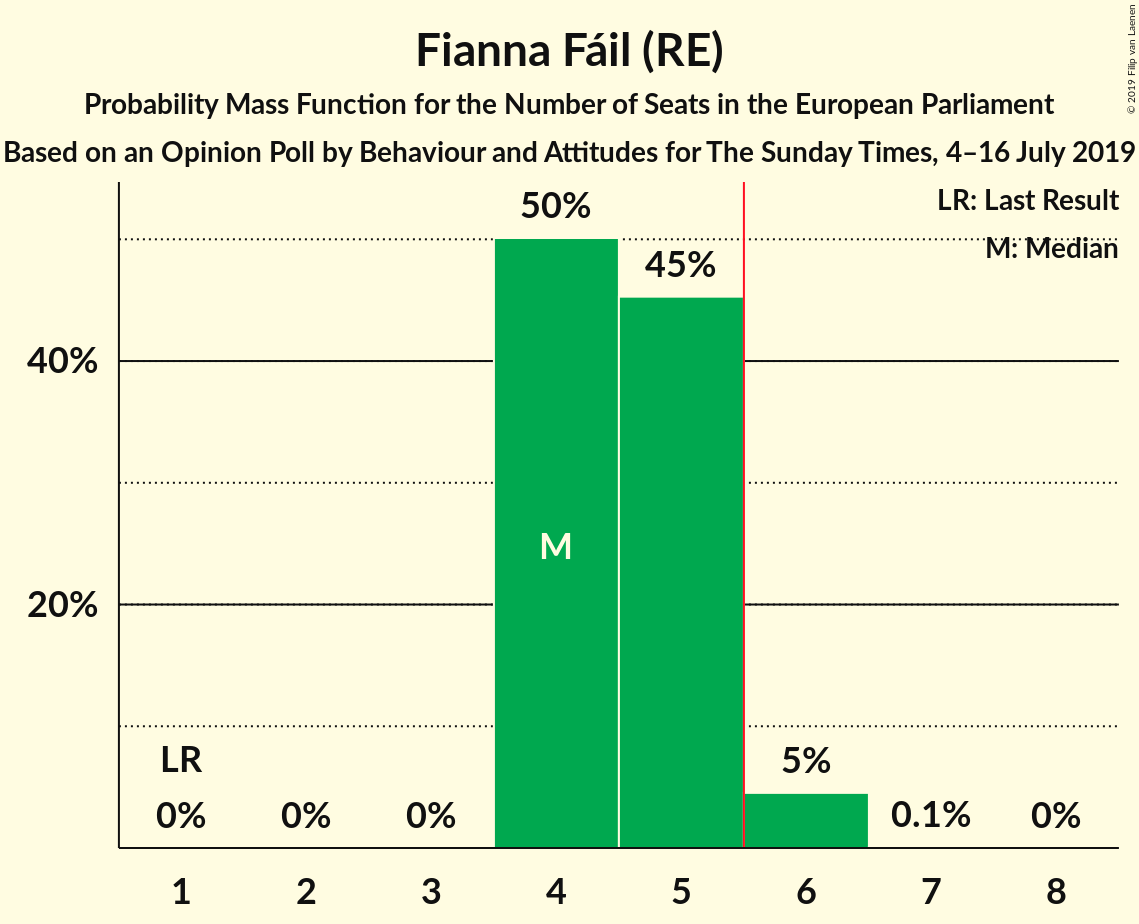 Fianna Fáil (RE)
Probability Mass Function for the Number of Seats in the European Parliament
Based on an Opinion Poll by Behaviour and Attitudes for The Sunday Times, 4–16 July 2019
© 2019 Filip van Laenen
LR: Last Result
M: Median
50%
45%
40%
M
20%
LR
5%
0%
0%
0%
0.1%
0%
1
2
3
4
5
6
7
8